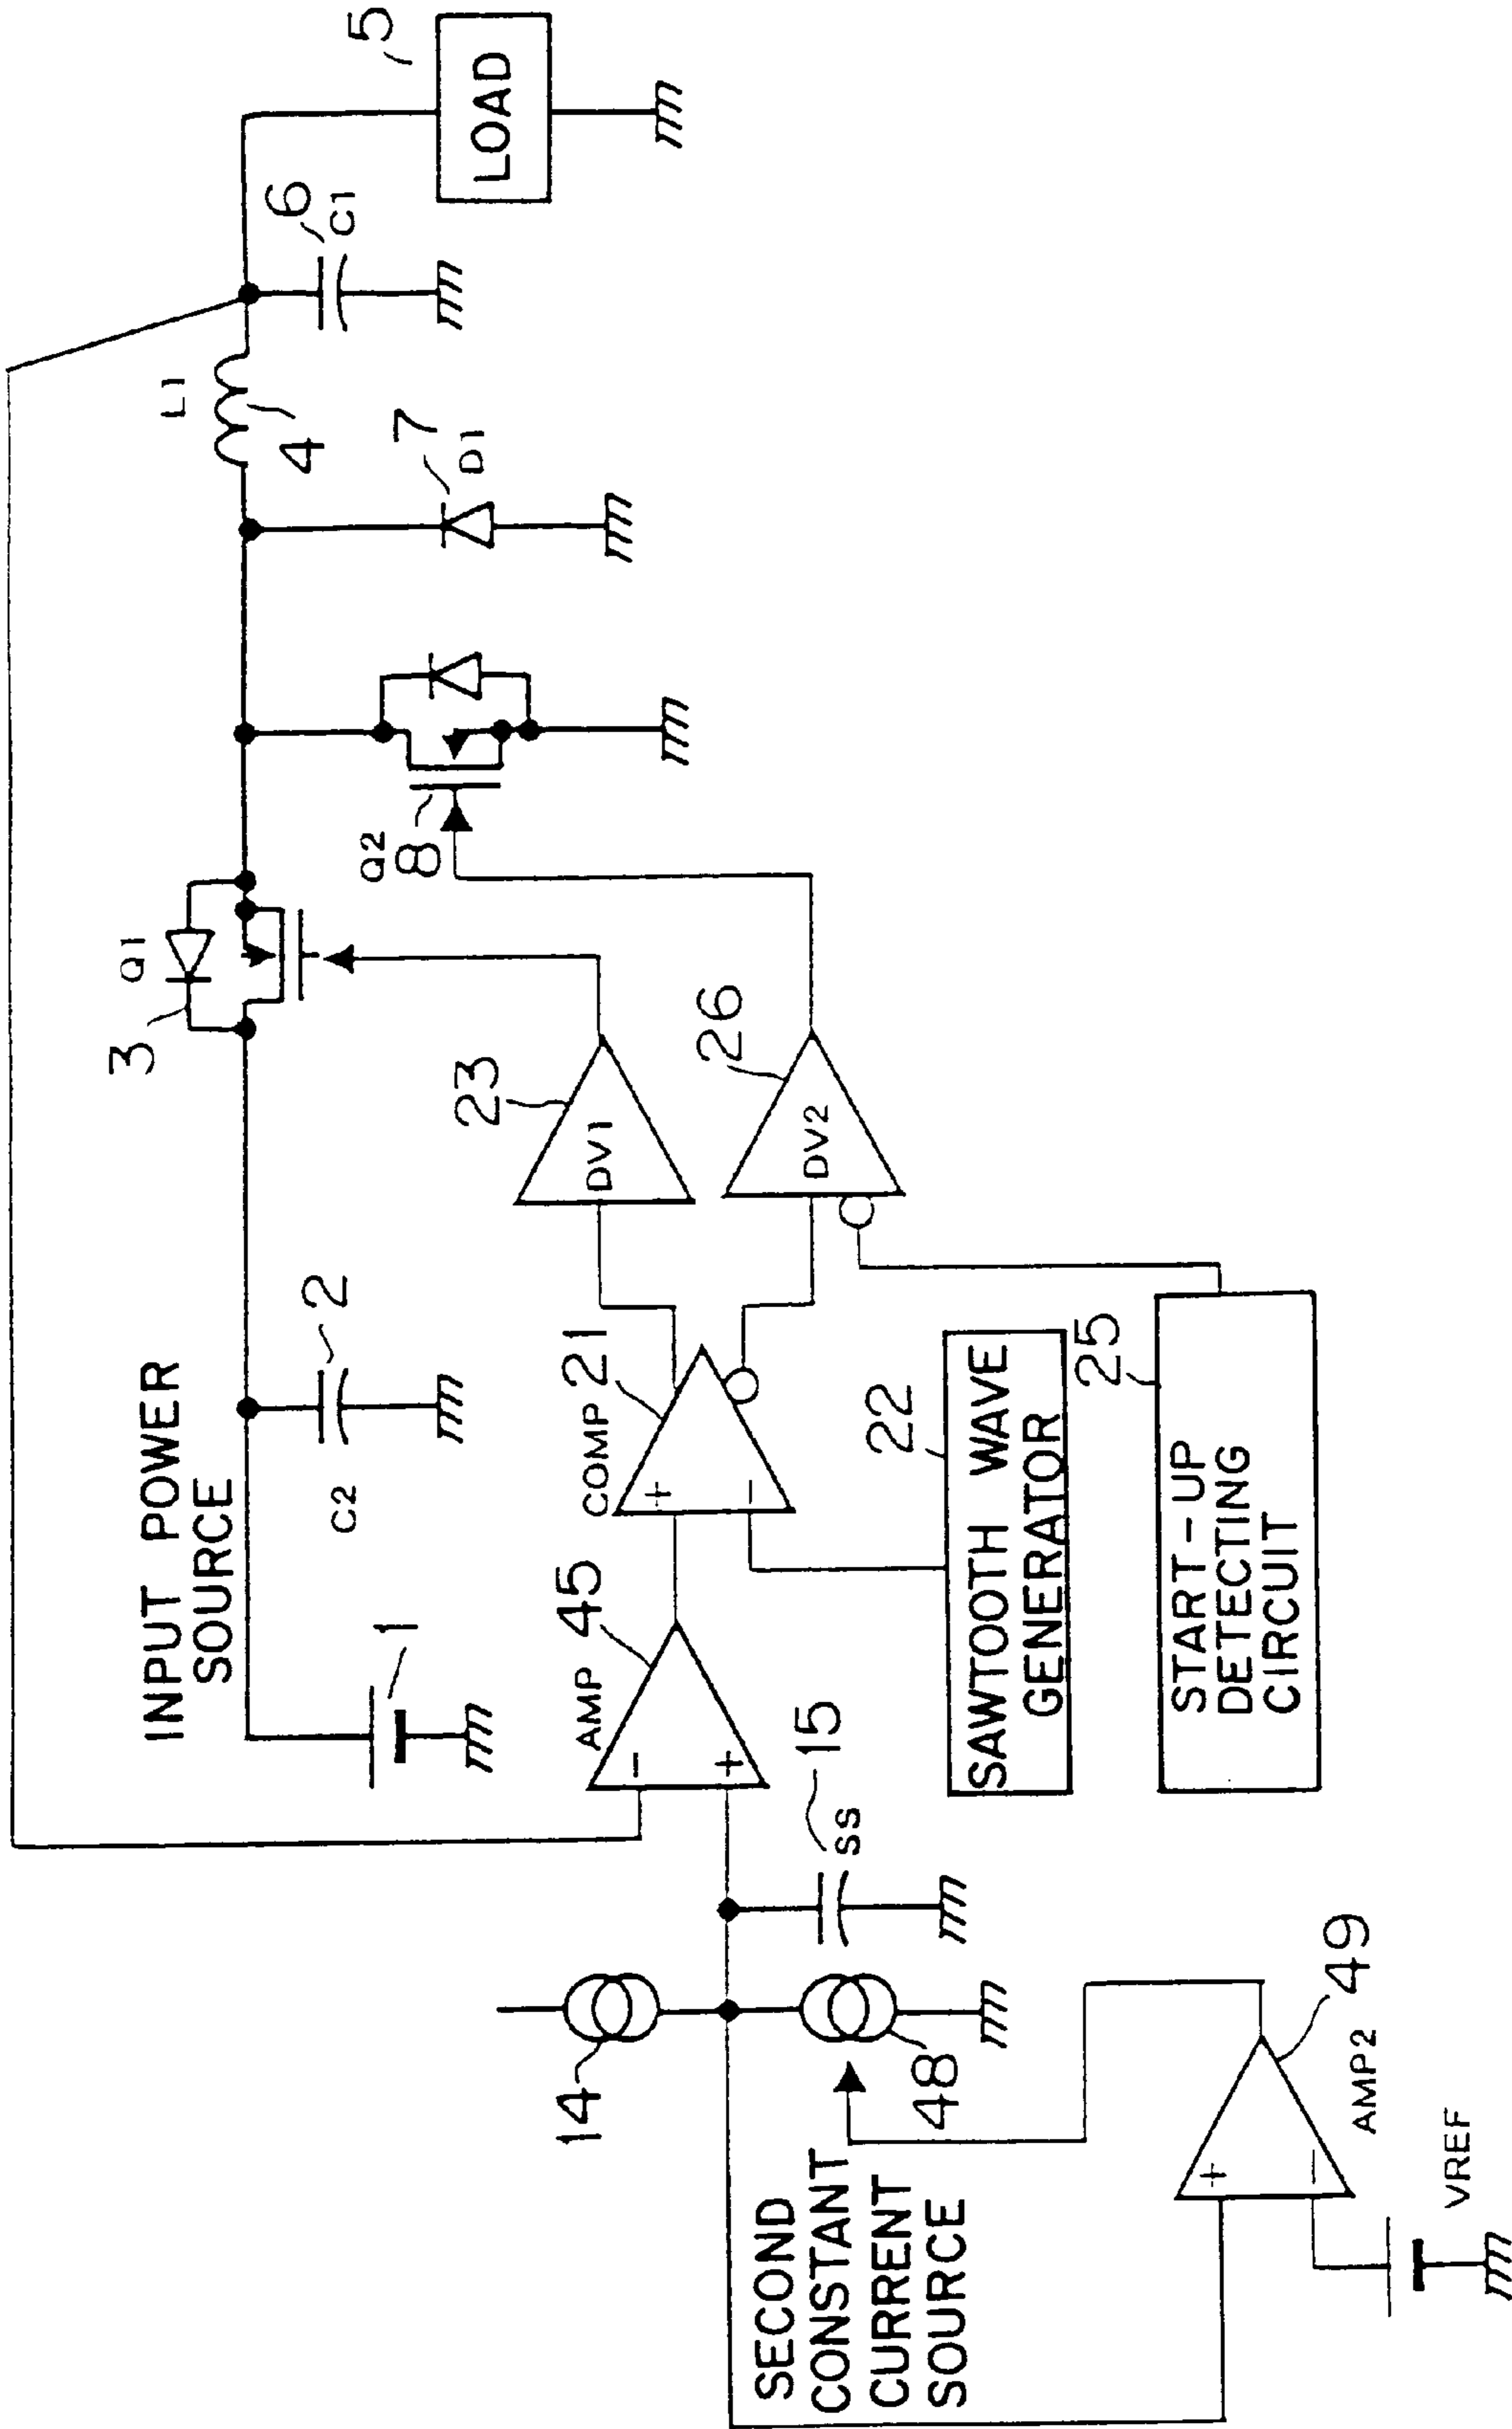 INPUT POWER
SOURCE
1
C2
2
3
Q1
Q2
8
L1
4
7
D1
6
C1
5
LOAD
AMP 45
-
+
COMP 21
+
-
DV1
23
DV2
26
14
15
SS
SECOND
CONSTANT
CURRENT
SOURCE
48
SAWTOOTH WAVE
GENERATOR
22
START-UP
DETECTING
CIRCUIT
25
+
-
AMP2
49
VREF